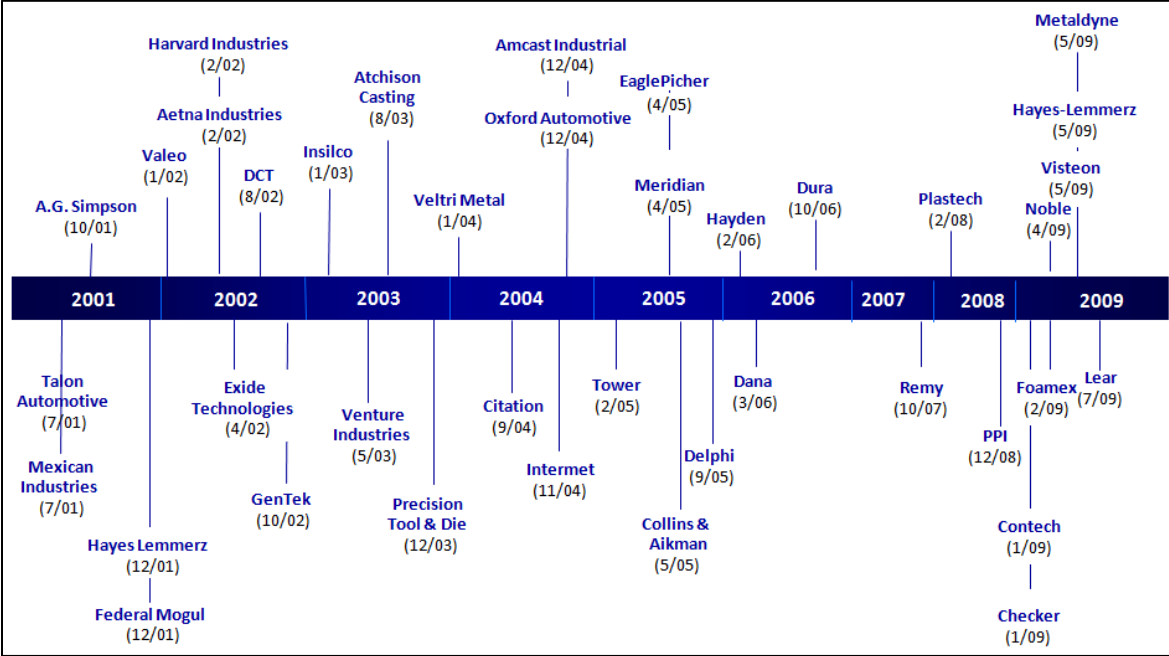 Harvard Industries
(2/02)
Aetna Industries
(2/02)
Valeo
(1/02)
DCT
(8/02)
A.G. Simpson
(10/01)
Insilco
(1/03)
Atchison
Casting
(8/03)
Veltri Metal
(1/04)
Amcast Industrial
(12/04)
Oxford Automotive
(12/04)
EaglePicher
(4/05)
Meridian
(4/05)
Hayden
(2/06)
Dura
(10/06)
Plastech
(2/08)
Metaldyne
(5/09)
Hayes-Lemmerz
(5/09)
Visteon
(5/09)
Noble
(4/09)
2001 2002 2003 2004 2005 2006 2007 2008 2009
Talon
Automotive
(7/01)
Mexican
Industries
(7/01)
Hayes Lemmerz
(12/01)
Federal Mogul
(12/01)
Exide
Technologies
(4/02)
GenTek
(10/02)
Venture
Industries
(5/03)
Precision
Tool & Die
(12/03)
Citation
(9/04)
Internet
(11/04)
Tower
(2/05)
Collins &
Aikman
(5/05)
Delphi
(9/05)
Dana
(3/06)
Remy
(10/07)
PPI
(12/08)
Foamex
(2/09)
Lear
(7/09)
Contech
(1/09)
Checker
(1/09)